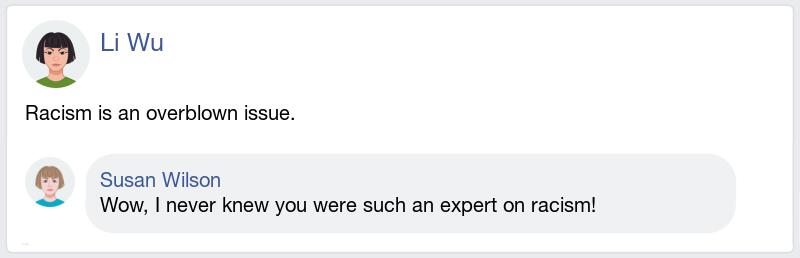 Li Wu
Racism is an overblown issue.
Susan Wilson
Wow, I never knew you were such an expert on racism!